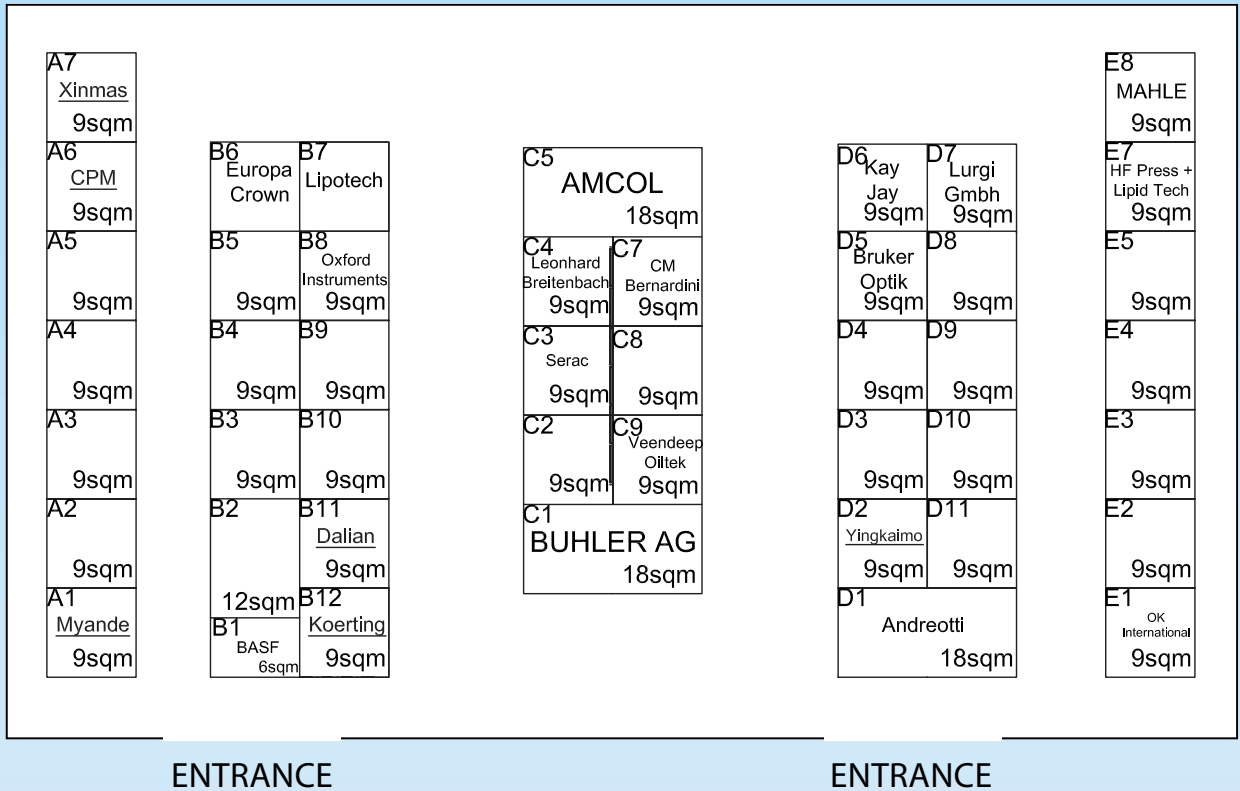 A7
Xinmas
9sqm
A6
CPM
9sqm
A5
9sqm
A4
9sqm
A3
9sqm
A2
9sqm
A1
Myande
9sqm
B6
Europa
Crown
B5
9sqm
B4
9sqm
B3
9sqm
B2
12sqm
B1
BASF
6sqm
B7
Lipotech
B8
Oxford
Instruments
9sqm
B9
9sqm
B10
9sqm
B11
Dalian
9sqm
B12
Koerting
9sqm
C5
AMCOL
18sqm
C4
Leonhard
Breitenbach
9sqm
C3
Serac
9sqm
C2
9sqm
C7
CM
Bernardini
9sqm
C8
9sqm
C9
Veendeep
Oiltek
9sqm
C1
BUHLER AG
18sqm
D6
Kay
Jay
9sqm
D5
Bruker
Optik
9sqm
D4
9sqm
D3
9sqm
D2
Yingkaimo
9sqm
D7
Lurgi
Gmbh
9sqm
D8
9sqm
D9
9sqm
D10
9sqm
D11
9sqm
D1
Andreotti
18sqm
E8
MAHLE
9sqm
E7
HF Press +
Lipid Tech
9sqm
E5
9sqm
E4
9sqm
E3
9sqm
E2
9sqm
E1
OK
International
9sqm
ENTRANCE
ENTRANCE